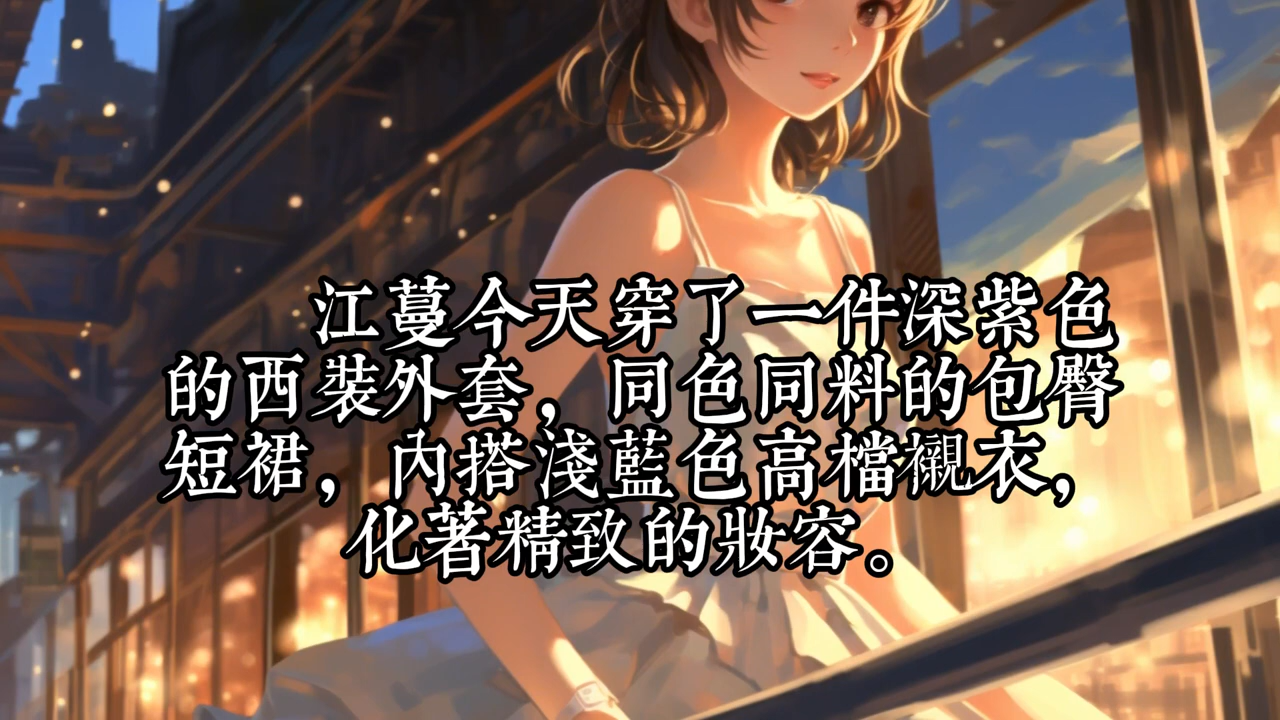 江蔓今天穿了一件深紫色
的西裝外套，同色同料的包臀
短裙，內搭淺藍色高檔襯衣，
化著精致的妝容。